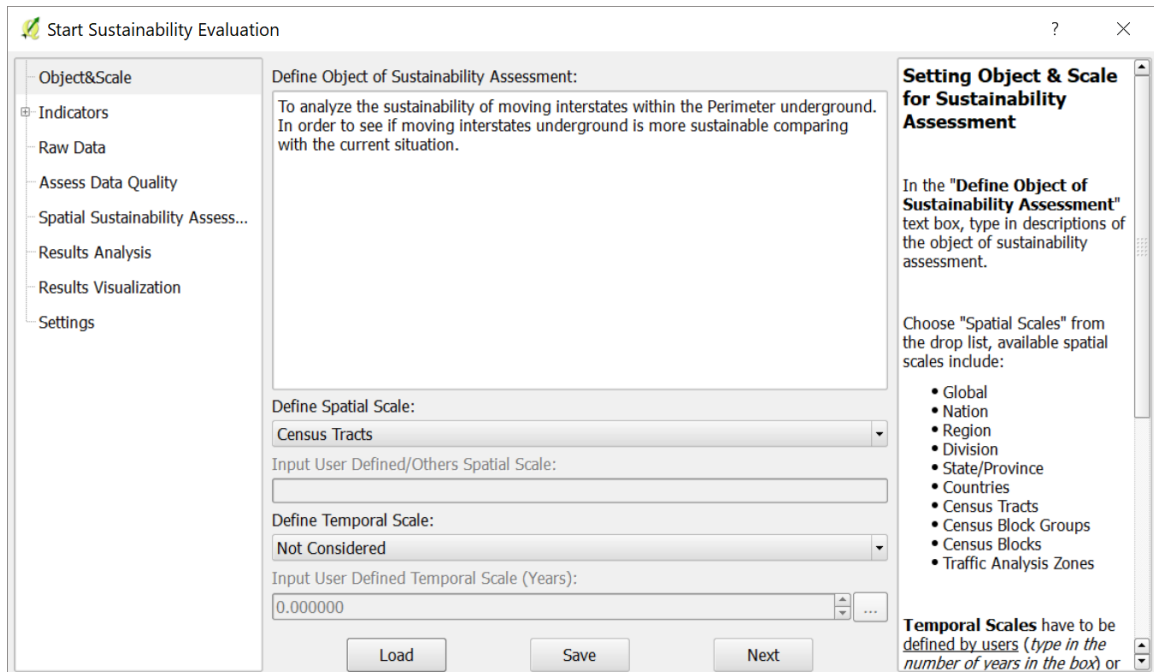 Start Sustainability Evaluation
?
Object&Scale
Indicators
Raw Data
Assess Data Quality
Spatial Sustainability Assess...
Results Analysis
Results Visualization
Settings
Define Object of Sustainability Assessment:
To analyze the sustainability of moving interstates within the Perimeter underground.
In order to see if moving interstates underground is more sustainable comparing
with the current situation.
Define Spatial Scale:
Census Tracts
Input User Defined/Others Spatial Scale:
Define Temporal Scale:
Not Considered
Input User Defined Temporal Scale (Years):
0.000000
...
Load
Save
Next
Setting Object & Scale
for Sustainability
Assessment
In the "Define Object of
Sustainability Assessment"
text box, type in descriptions of
the object of sustainability
assessment.
Choose "Spatial Scales" from
the drop list, available spatial
scales include:
• Global
• Nation
• Region
• Division
• State/Province
• Countries
• Census Tracts
• Census Block Groups
• Census Blocks
• Traffic Analysis Zones
Temporal Scales have to be
defined by users (type in the
number of years in the box) or